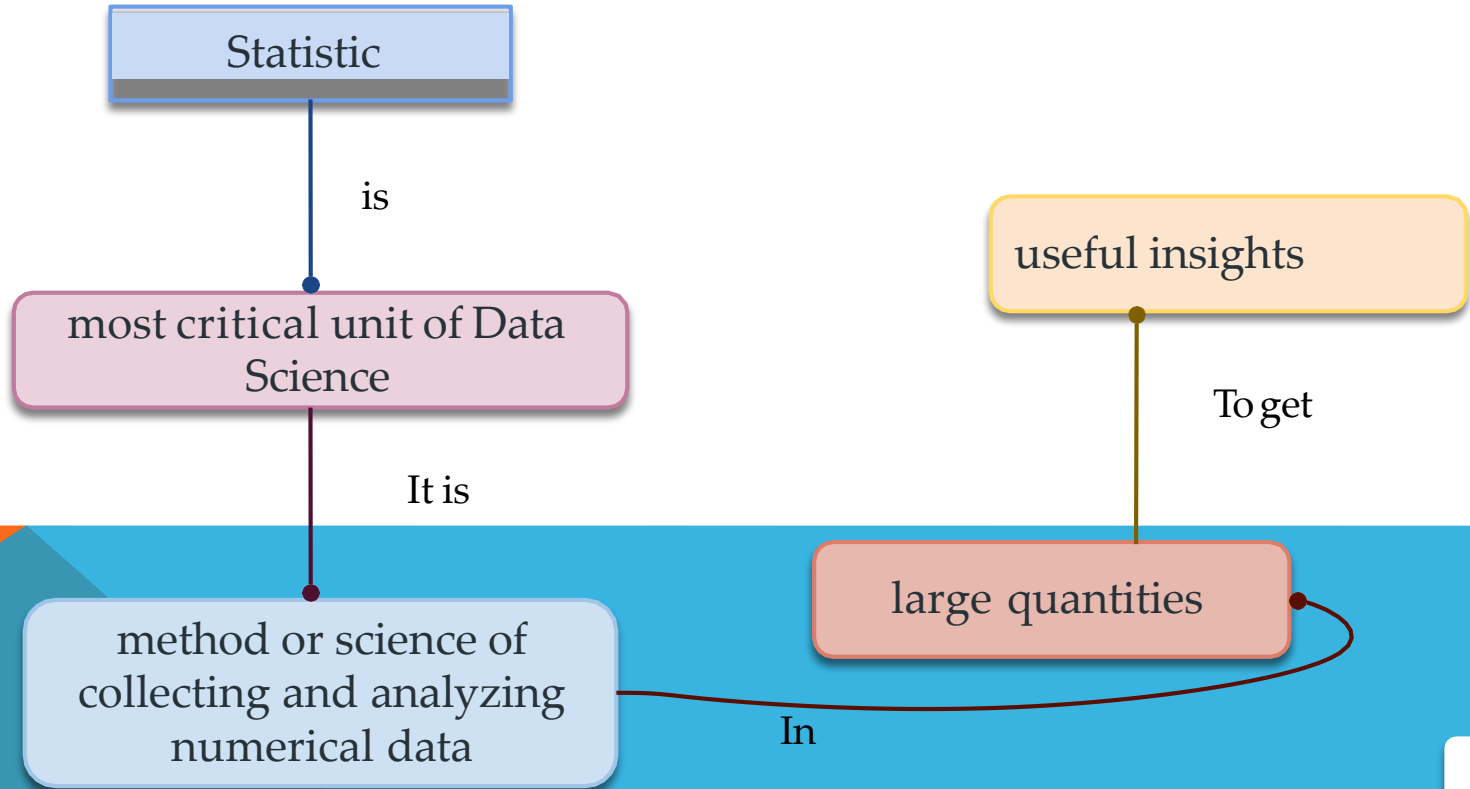 Statistic
is
most critical unit of Data
Science
It is
method or science of
collecting and analyzing
numerical data
In
large quantities
To get
useful insights